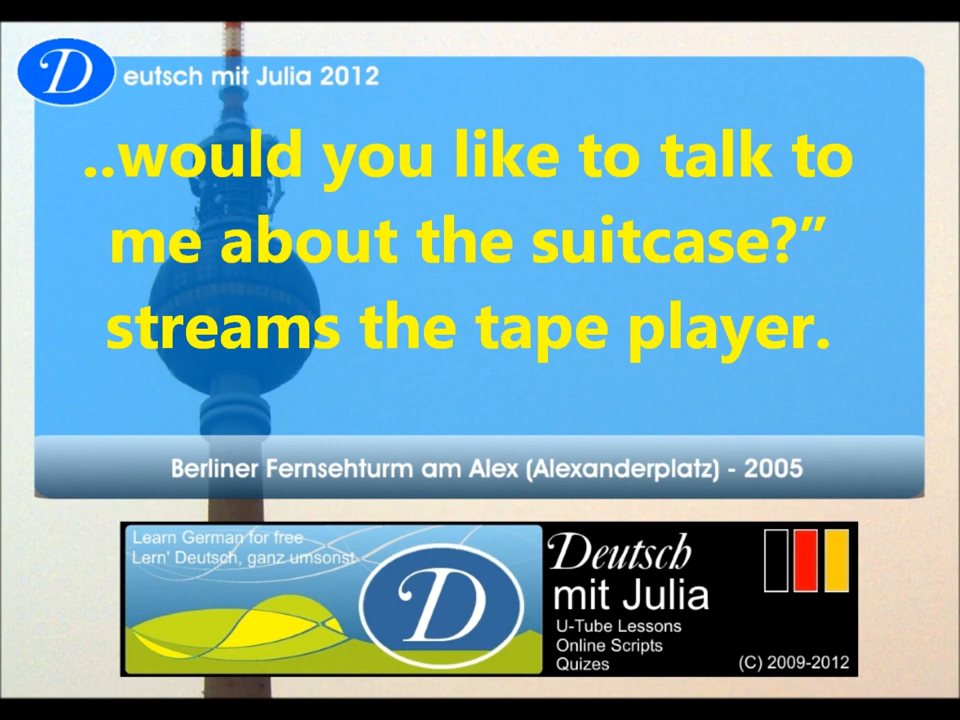 D eutsch mit Julia 2012
..would you like to talk to
me about the suitcase?”
streams the tape player.
Berliner Fernsehturm am Alex (Alexanderplatz) - 2005
Learn German for free
Lern' Deutsch, ganz umsonst
D
Deutsch
mit Julia
U-Tube Lessons
Online Scripts
Quizes
(C) 2009-2012